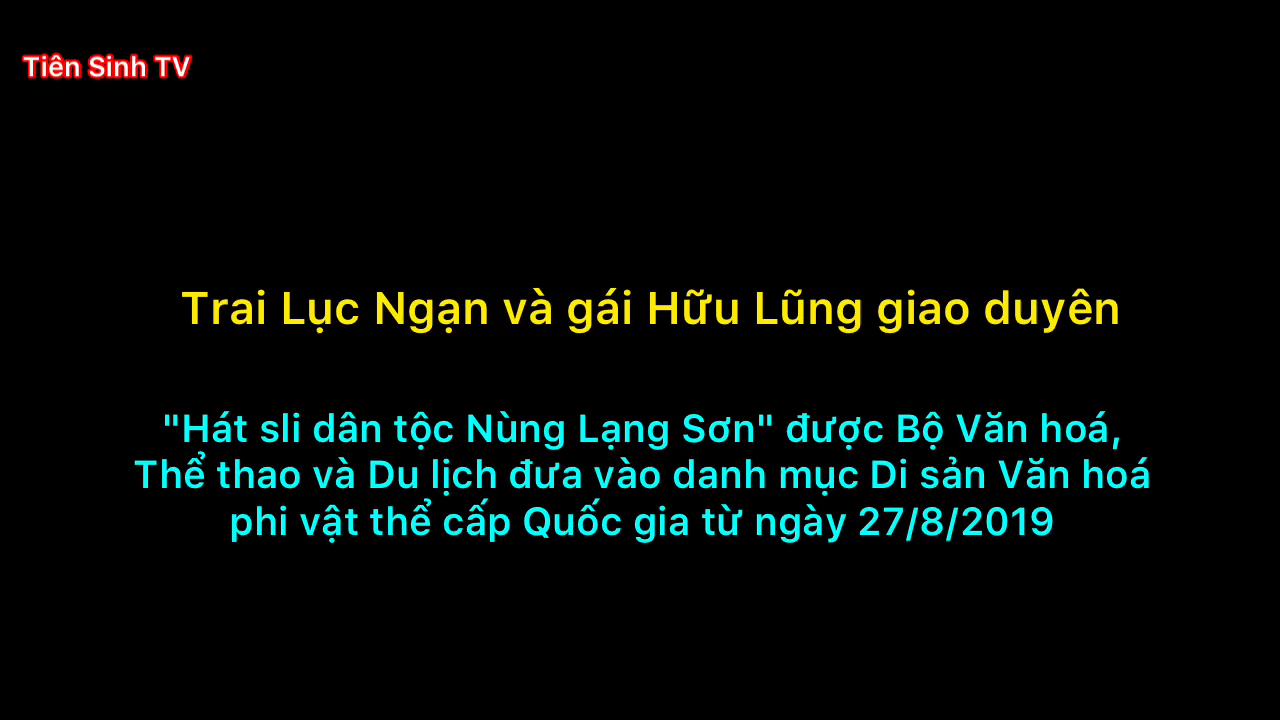 Tiên Sinh TV
Trai Lục Ngạn và gái Hữu Lũng giao duyên
"Hát sli dân tộc Nùng Lạng Sơn" được Bộ Văn hoá,
Thể thao và Du lịch đưa vào danh mục Di sản Văn hoá
phi vật thể cấp Quốc gia từ ngày 27/8/2019